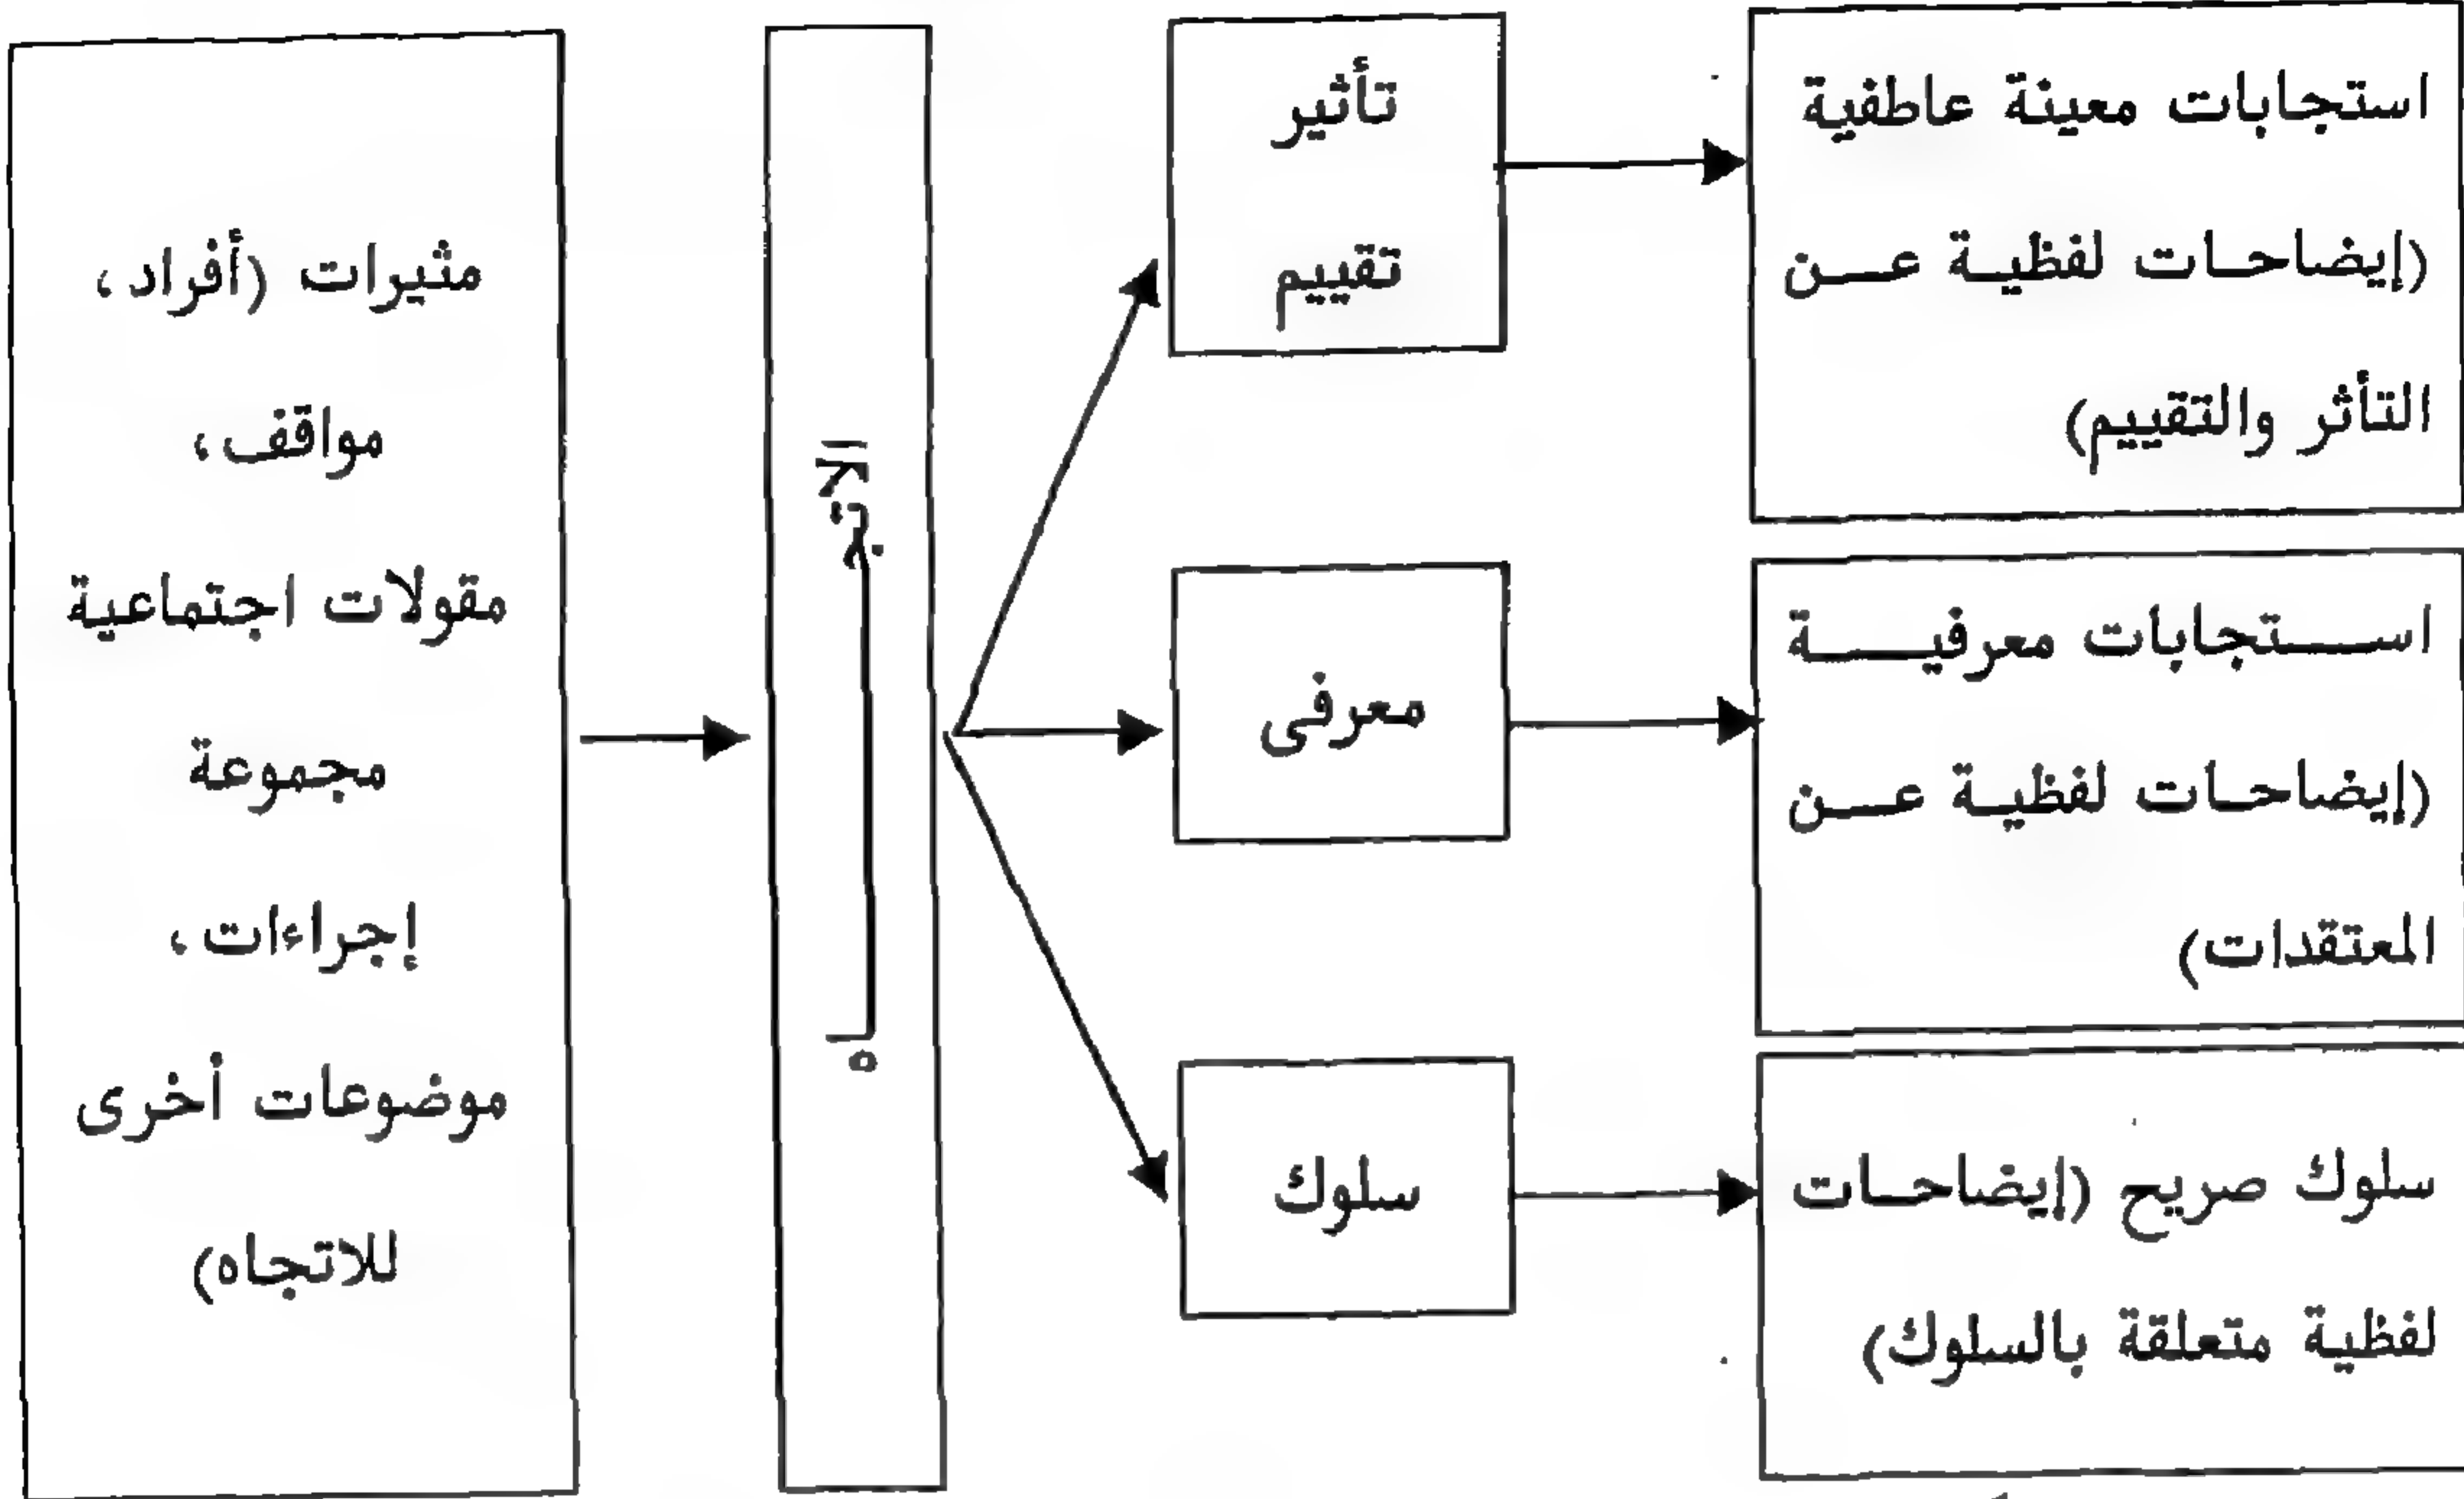 مثيرات (أفراد،
مواقف،
مقولات اجتماعية
مجموعة
إجراءات،
موضوعات أخرى
للاتجاه)
الاتجـــاه
تأثير
تقييم
معرفى
سلوك
استجابات معينة عاطفية
(إيضاحات لفظية عن
التأثر والتقييم)
استجابات معرفية
(إيضاحات لفظية عن
المعتقدات)
سلوك صريح (إيضاحات
لفظية متعلقة بالسلوك)